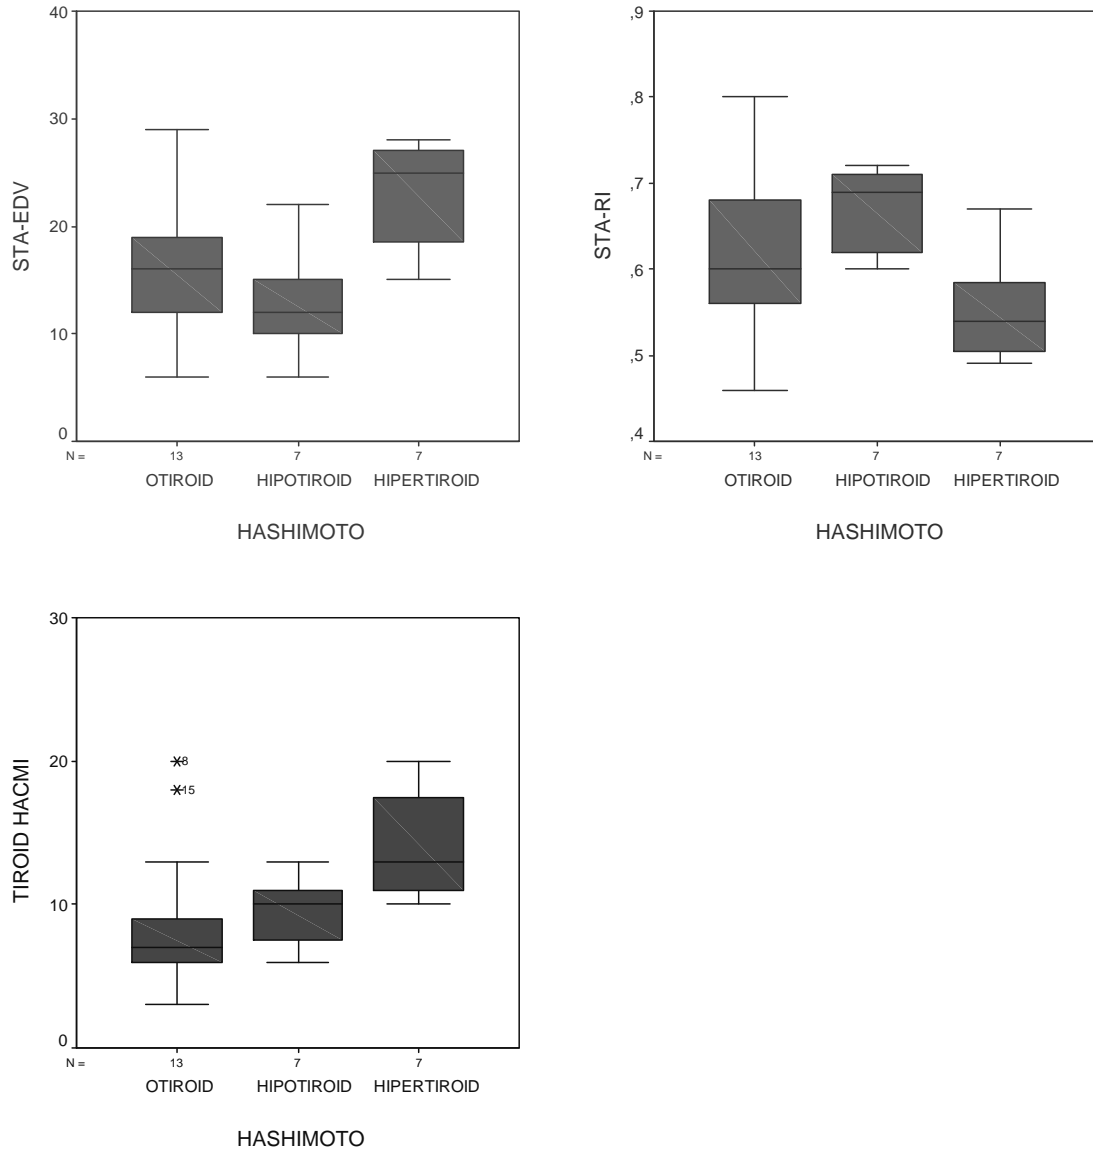 40
30
20
10
0
STA-EDV
N =
13
7
7
OTIROID
HIPOTIROID
HIPERTIROID
HASHIMOTO
,9
,8
,7
,6
,5
,4
STA-RI
N =
13
7
7
OTIROID
HIPOTIROID
HIPERTIROID
HASHIMOTO
30
20
10
0
TIROID HACMI
8
15
N =
13
7
7
OTIROID
HIPOTIROID
HIPERTIROID
HASHIMOTO